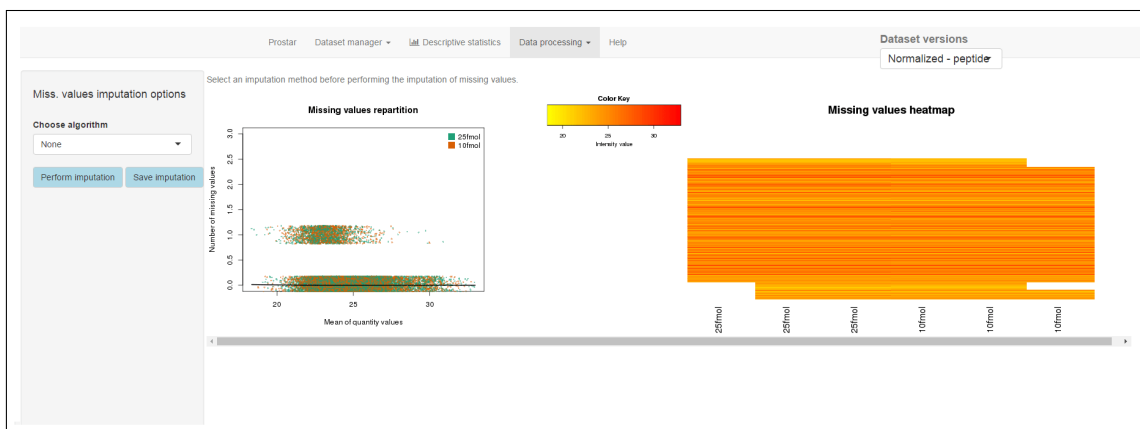 Prostar Dataset manager Descriptive statistics Data processing Help
Dataset versions
Normalized - peptide
Miss. values imputation options
Choose algorithm
None
Perform imputation Save imputation
Select an imputation method before performing the imputation of missing values.
Missing values repartition
25fmol
10fmol
Number of missing values
3.0
2.5
2.0
1.5
1.0
0.5
0.0
20 25 30
Mean of quantity values
Color Key
20 25 30
Intensity value
Missing values heatmap
25fmol 25fmol 25fmol 10fmol 10fmol 10fmol